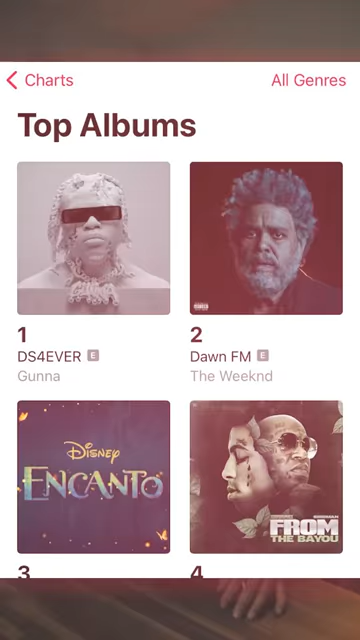 Charts
All Genres
Top Albums
1
2
DS4EVER E
Dawn FM E
Gunna
The Weeknd
Disney
ENCANTO
FROM
THE BAYOU
3
4